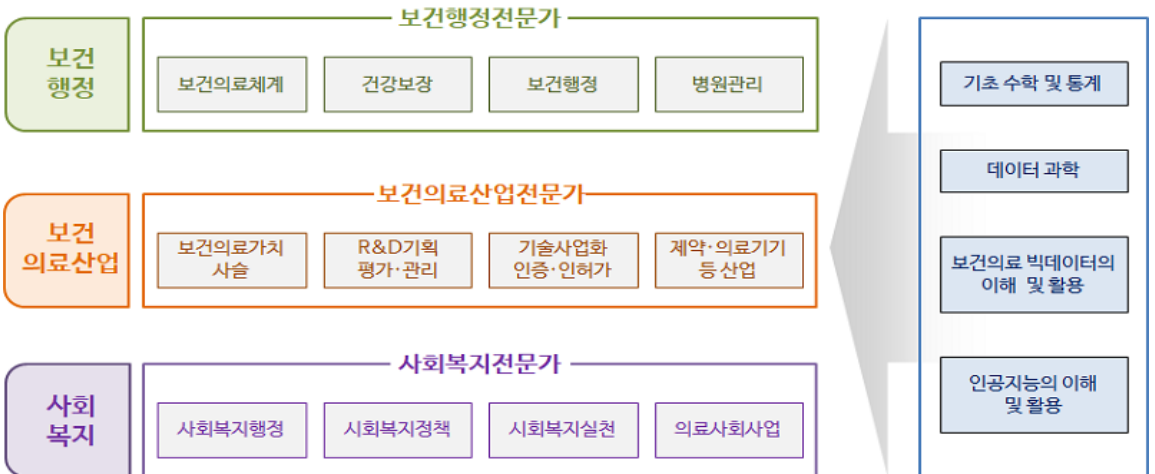 보건행정전문가
보건
행정
보건의료체계
건강보장
보건행정
병원관리
보건의료산업전문가
보건
의료산업
보건의료가치
사슬
R&D기획
평가·관리
기술사업화
인증·인허가
제약·의료기기
등 산업
사회복지전문가
사회
복지
사회복지행정
시회복지정책
시회복지실천
의료사회사업
기초 수학 및 통계
데이터 과학
보건의료 빅데이터의
이해 및 활용
인공지능의 이해
및 활용